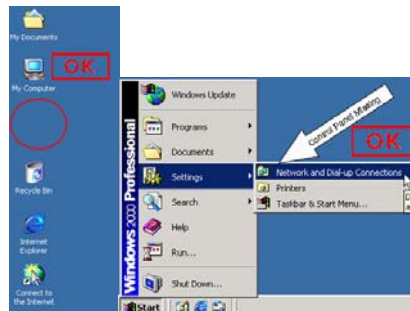 My Documents
OK
My Computer
Recycle Bin
Internet
Explorer
Connect to
the Internet
Windows 2000 Professional
Windows Update
Programs
Documents
Settings
Search
Help
Run...
Shut Down...
Start
Control Panel Missing
OK
Network and Dial-up Connections
Printers
Taskbar & Start Menu...